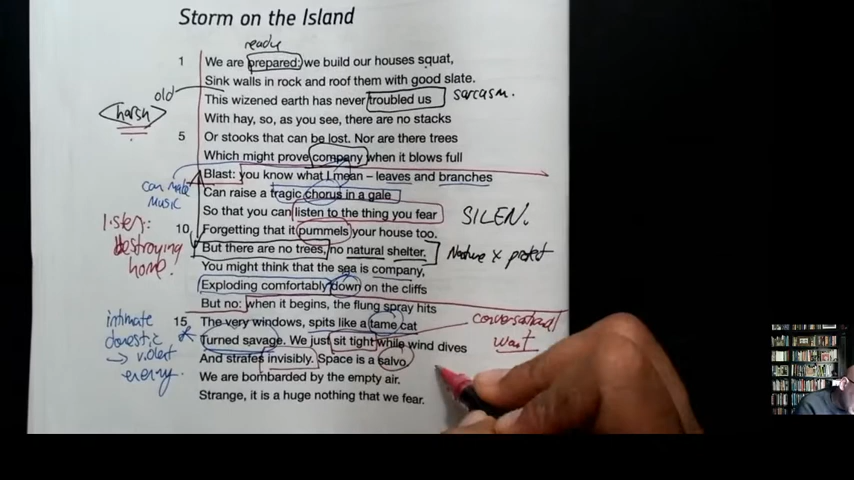 Storm on the Island
ready
1 We are prepared: we build our houses squat,
Sink walls in rock and roof them with good slate.
old
This wizened earth has never troubled us
sarcasm.
harsh
With hay, so, as you see, there are no stacks
5 Or stooks that can be lost. Nor are there trees
Which might prove company when it blows full
Blast: you know what I mean – leaves and branches
can make
music
Can raise a tragic chorus in a gale
So that you can listen to the thing you fear
SILEN.
listen:
destroying
home.
10 Forgetting that it pummels your house too.
But there are no trees, no natural shelter.
Nature x protect
You might think that the sea is company,
Exploding comfortably down on the cliffs
But no: when it begins, the flung spray hits
intimate
domestic
→ violent
enemy.
15 The very windows, spits like a tame cat
conversational
wait
Turned savage. We just sit tight while wind dives
And strafes invisibly. Space is a salvo
We are bombarded by the empty air.
Strange, it is a huge nothing that we fear.